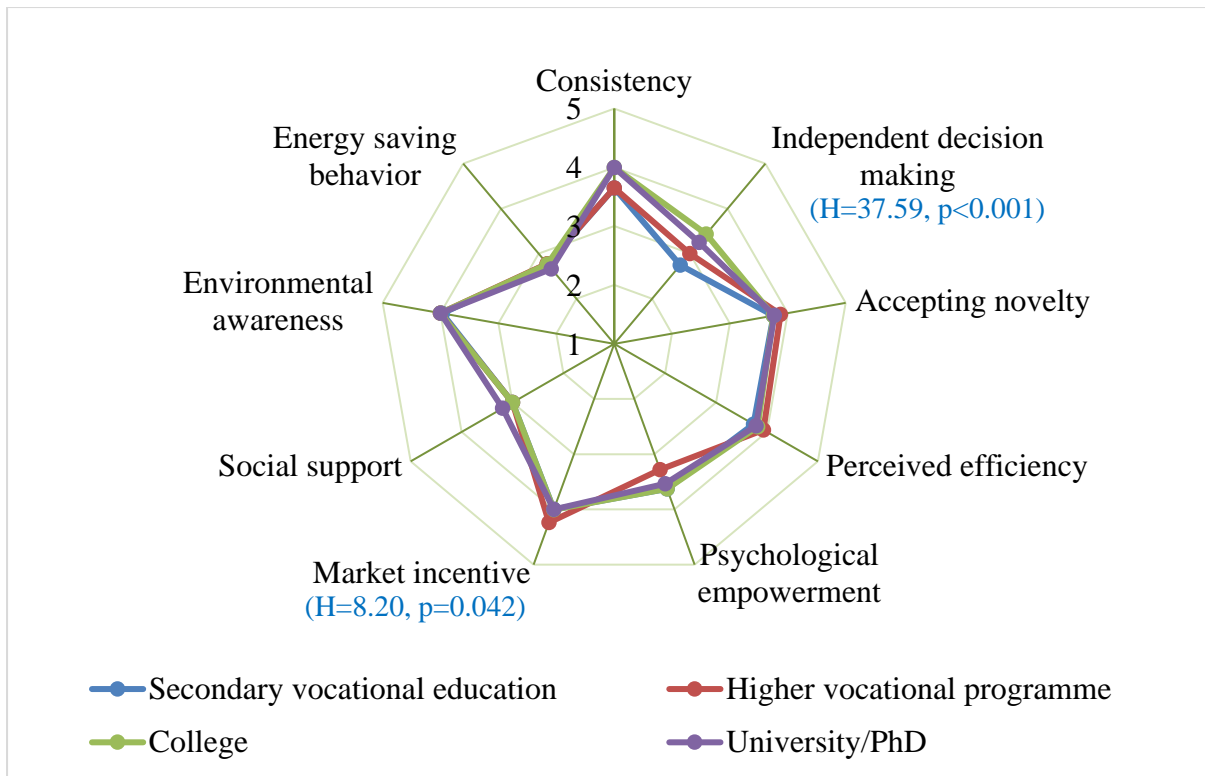 Consistency
5
4
3
2
1
Independent decision
making
(H=37.59, p<0.001)
Accepting novelty
Perceived efficiency
Psychological
empowerment
Market incentive
(H=8.20, p=0.042)
Social support
Environmental
awareness
Energy saving
behavior
Secondary vocational education
Higher vocational programme
College
University/PhD